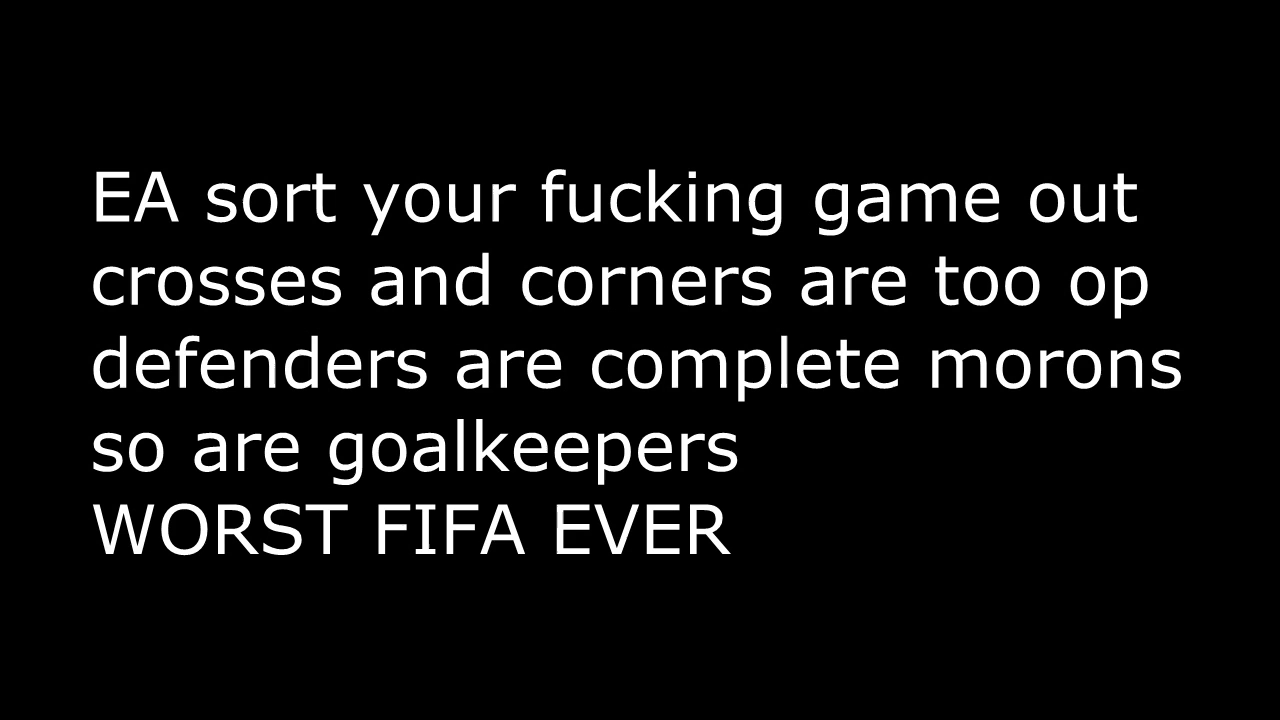 EA sort your fucking game out
crosses and corners are too op
defenders are complete morons
so are goalkeepers
WORST FIFA EVER